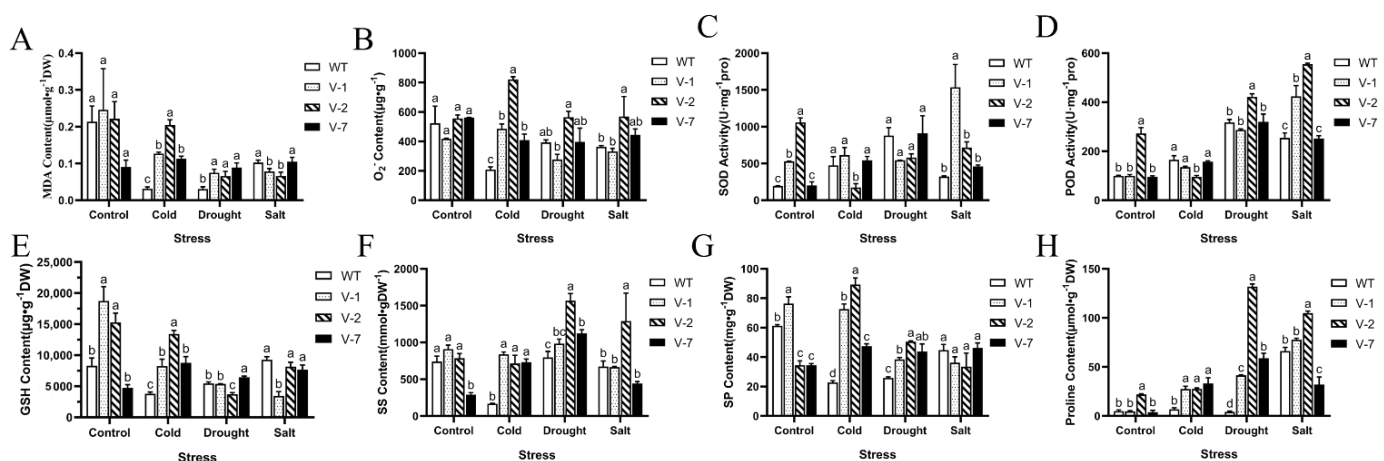 A
MDA Content(μmol•g⁻¹DW)
0.4
0.3
0.2
0.1
0.0
a a a b
c b a b
b a a a
a b b a
Control Cold Drought Salt
Stress
WT
V-1
V-2
V-7
B
O₂⁻ Content(μg•g⁻¹)
1000
800
600
400
200
0
a a a a
c b a b
ab b a ab
b b a ab
Control Cold Drought Salt
Stress
WT
V-1
V-2
V-7
C
SOD Activity(U·mg⁻¹pro)
2000
1500
1000
500
0
c b a c
a a b a
a b b a
c a b c
Control Cold Drought Salt
Stress
WT
V-1
V-2
V-7
D
POD Activity(U·mg⁻¹pro)
600
400
200
0
b b a b
a a b a
b b a b
c b a c
Control Cold Drought Salt
Stress
WT
V-1
V-2
V-7
E
GSH Content(μg•g⁻¹DW)
25,000
20,000
15,000
10,000
5 000
0
b a a b
c b a b
b b c a
a b a a
Control Cold Drought Salt
Stress
WT
V-1
V-2
V-7
F
SS Content(mmol•gDW⁻¹)
2000
1500
1000
500
0
a a a b
b a a a
c bc a b
b b a b
Control Cold Drought Salt
Stress
WT
V-1
V-2
V-7
G
SP Content(mg•g⁻¹DW)
100
80
60
40
20
0
b a c c
d b a c
c b a ab
a a a a
Control Cold Drought Salt
Stress
WT
V-1
V-2
V-7
H
Proline Content(μmol•g⁻¹DW)
150
100
50
0
b b a b
b a a a
d c a b
b b a c
Control Cold Drought Salt
Stress
WT
V-1
V-2
V-7